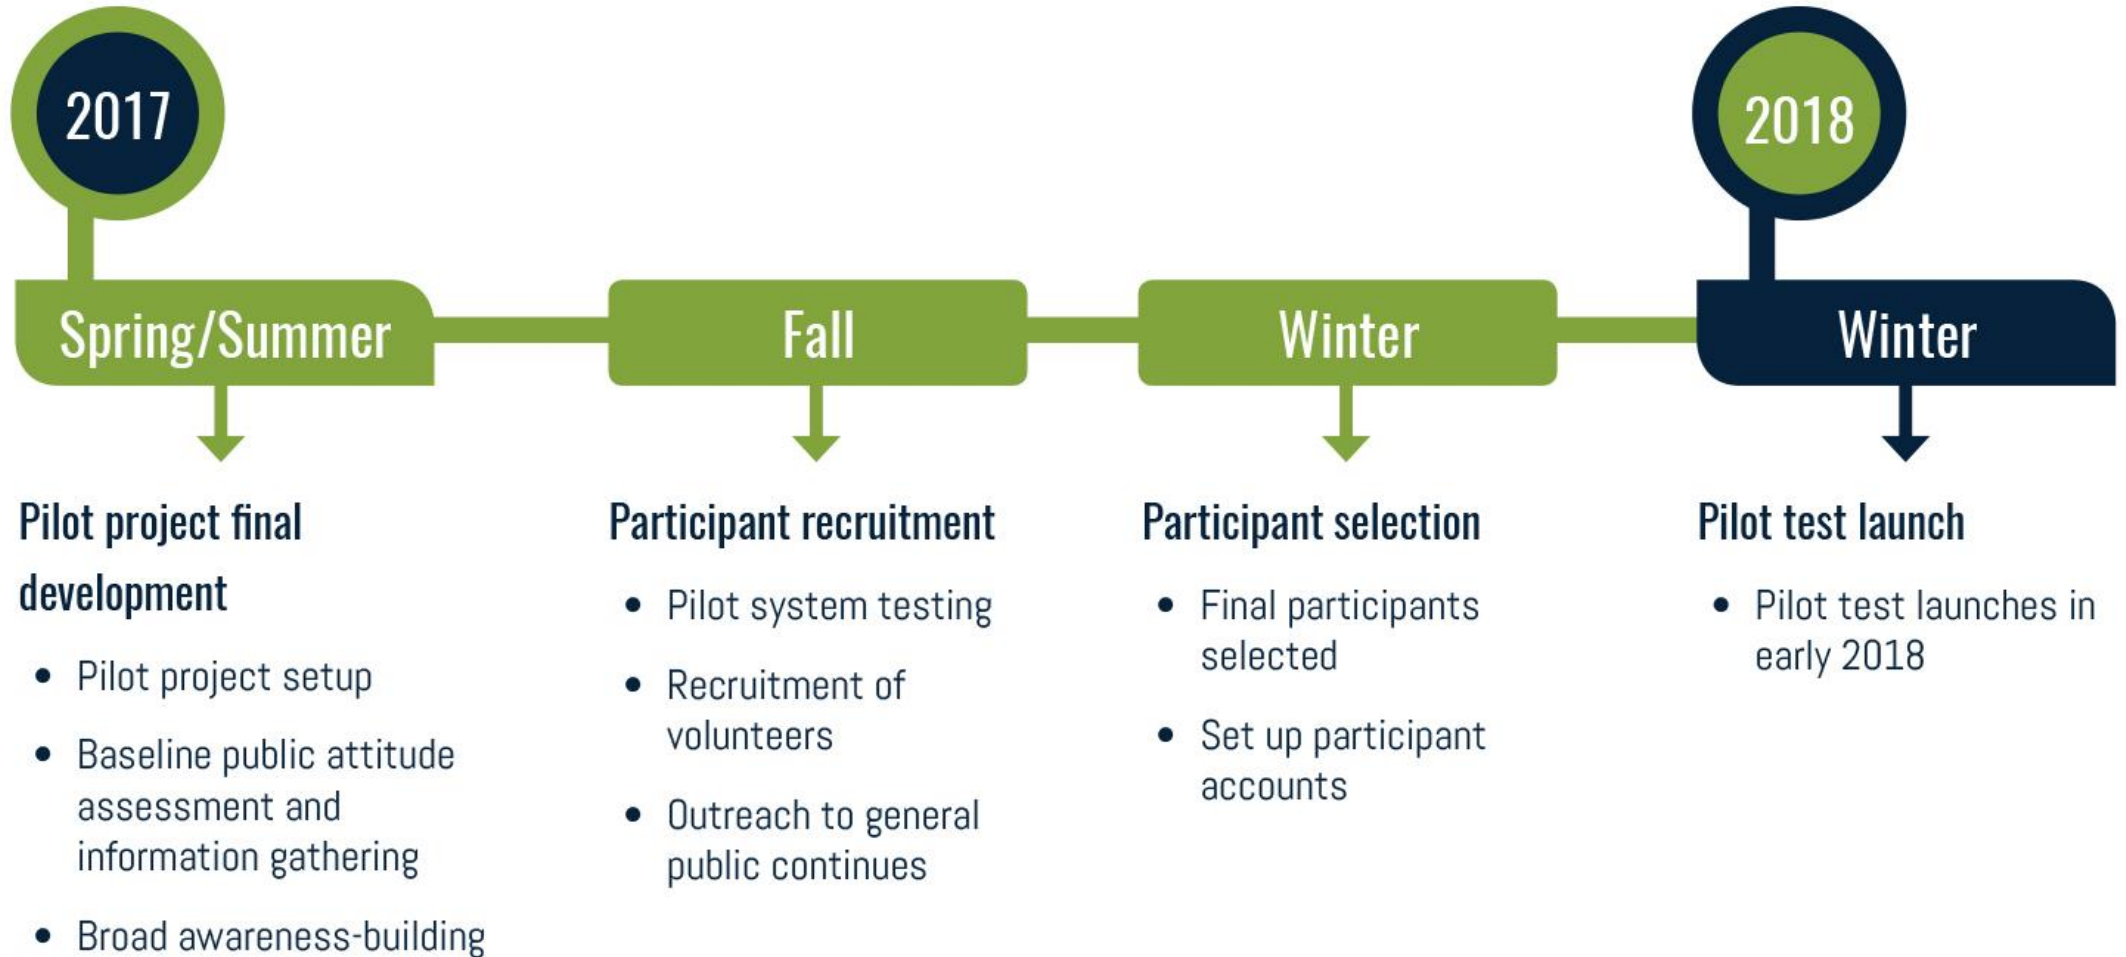 2017
2018
Spring/Summer
Fall
Winter
Winter
Pilot project final
development
• Pilot project setup
• Baseline public attitude
assessment and
information gathering
• Broad awareness-building
Participant recruitment
• Pilot system testing
• Recruitment of
volunteers
• Outreach to general
public continues
Participant selection
• Final participants
selected
• Set up participant
accounts
Pilot test launch
• Pilot test launches in
early 2018